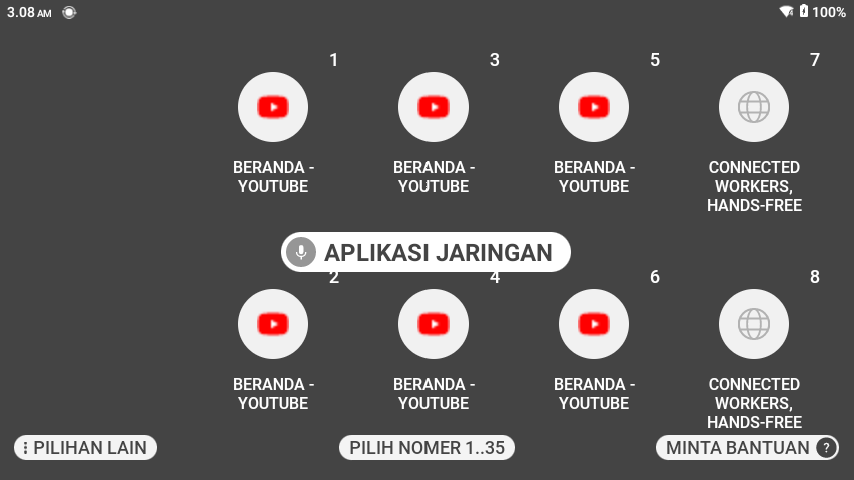 3.08 AM
100%
1
3
5
7
BERANDA -
YOUTUBE
BERANDA -
YOUTUBE
BERANDA -
YOUTUBE
CONNECTED
WORKERS,
HANDS-FREE
APLIKASI JARINGAN
2
4
6
8
BERANDA -
YOUTUBE
BERANDA -
YOUTUBE
BERANDA -
YOUTUBE
CONNECTED
WORKERS,
HANDS-FREE
PILIHAN LAIN
PILIH NOMER 1..35
MINTA BANTUAN ?